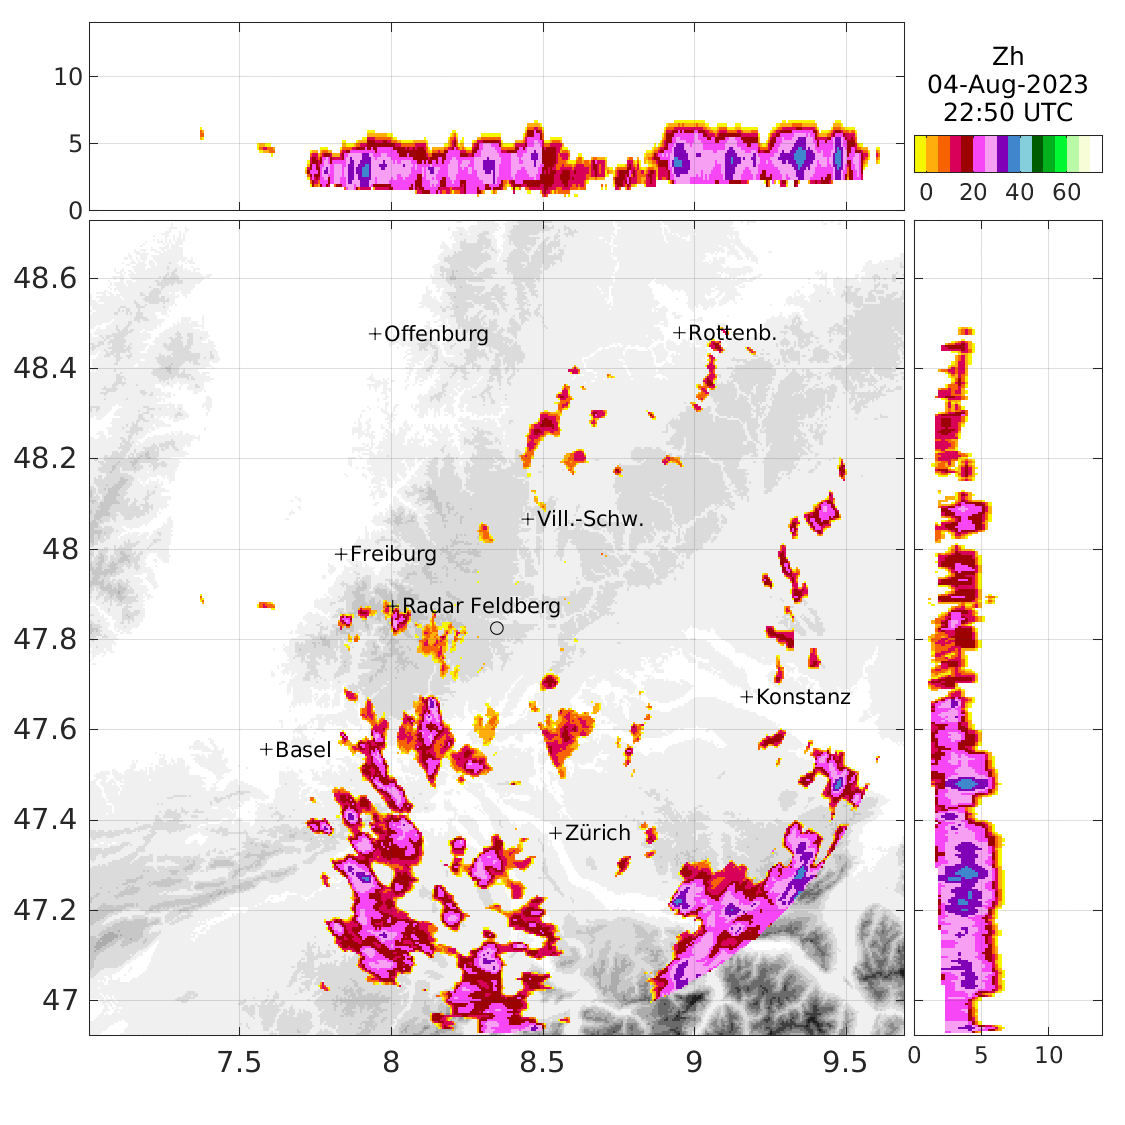 10
5
0
Zh
04-Aug-2023
22:50 UTC
0 20 40 60
48.6
48.4
48.2
48
47.8
47.6
47.4
47.2
47
+Offenburg
+Rottenb.
+Vill.-Schw.
+Freiburg
+Radar Feldberg
+Konstanz
+Basel
+Zürich
7.5 8 8.5 9 9.5
0 5 10